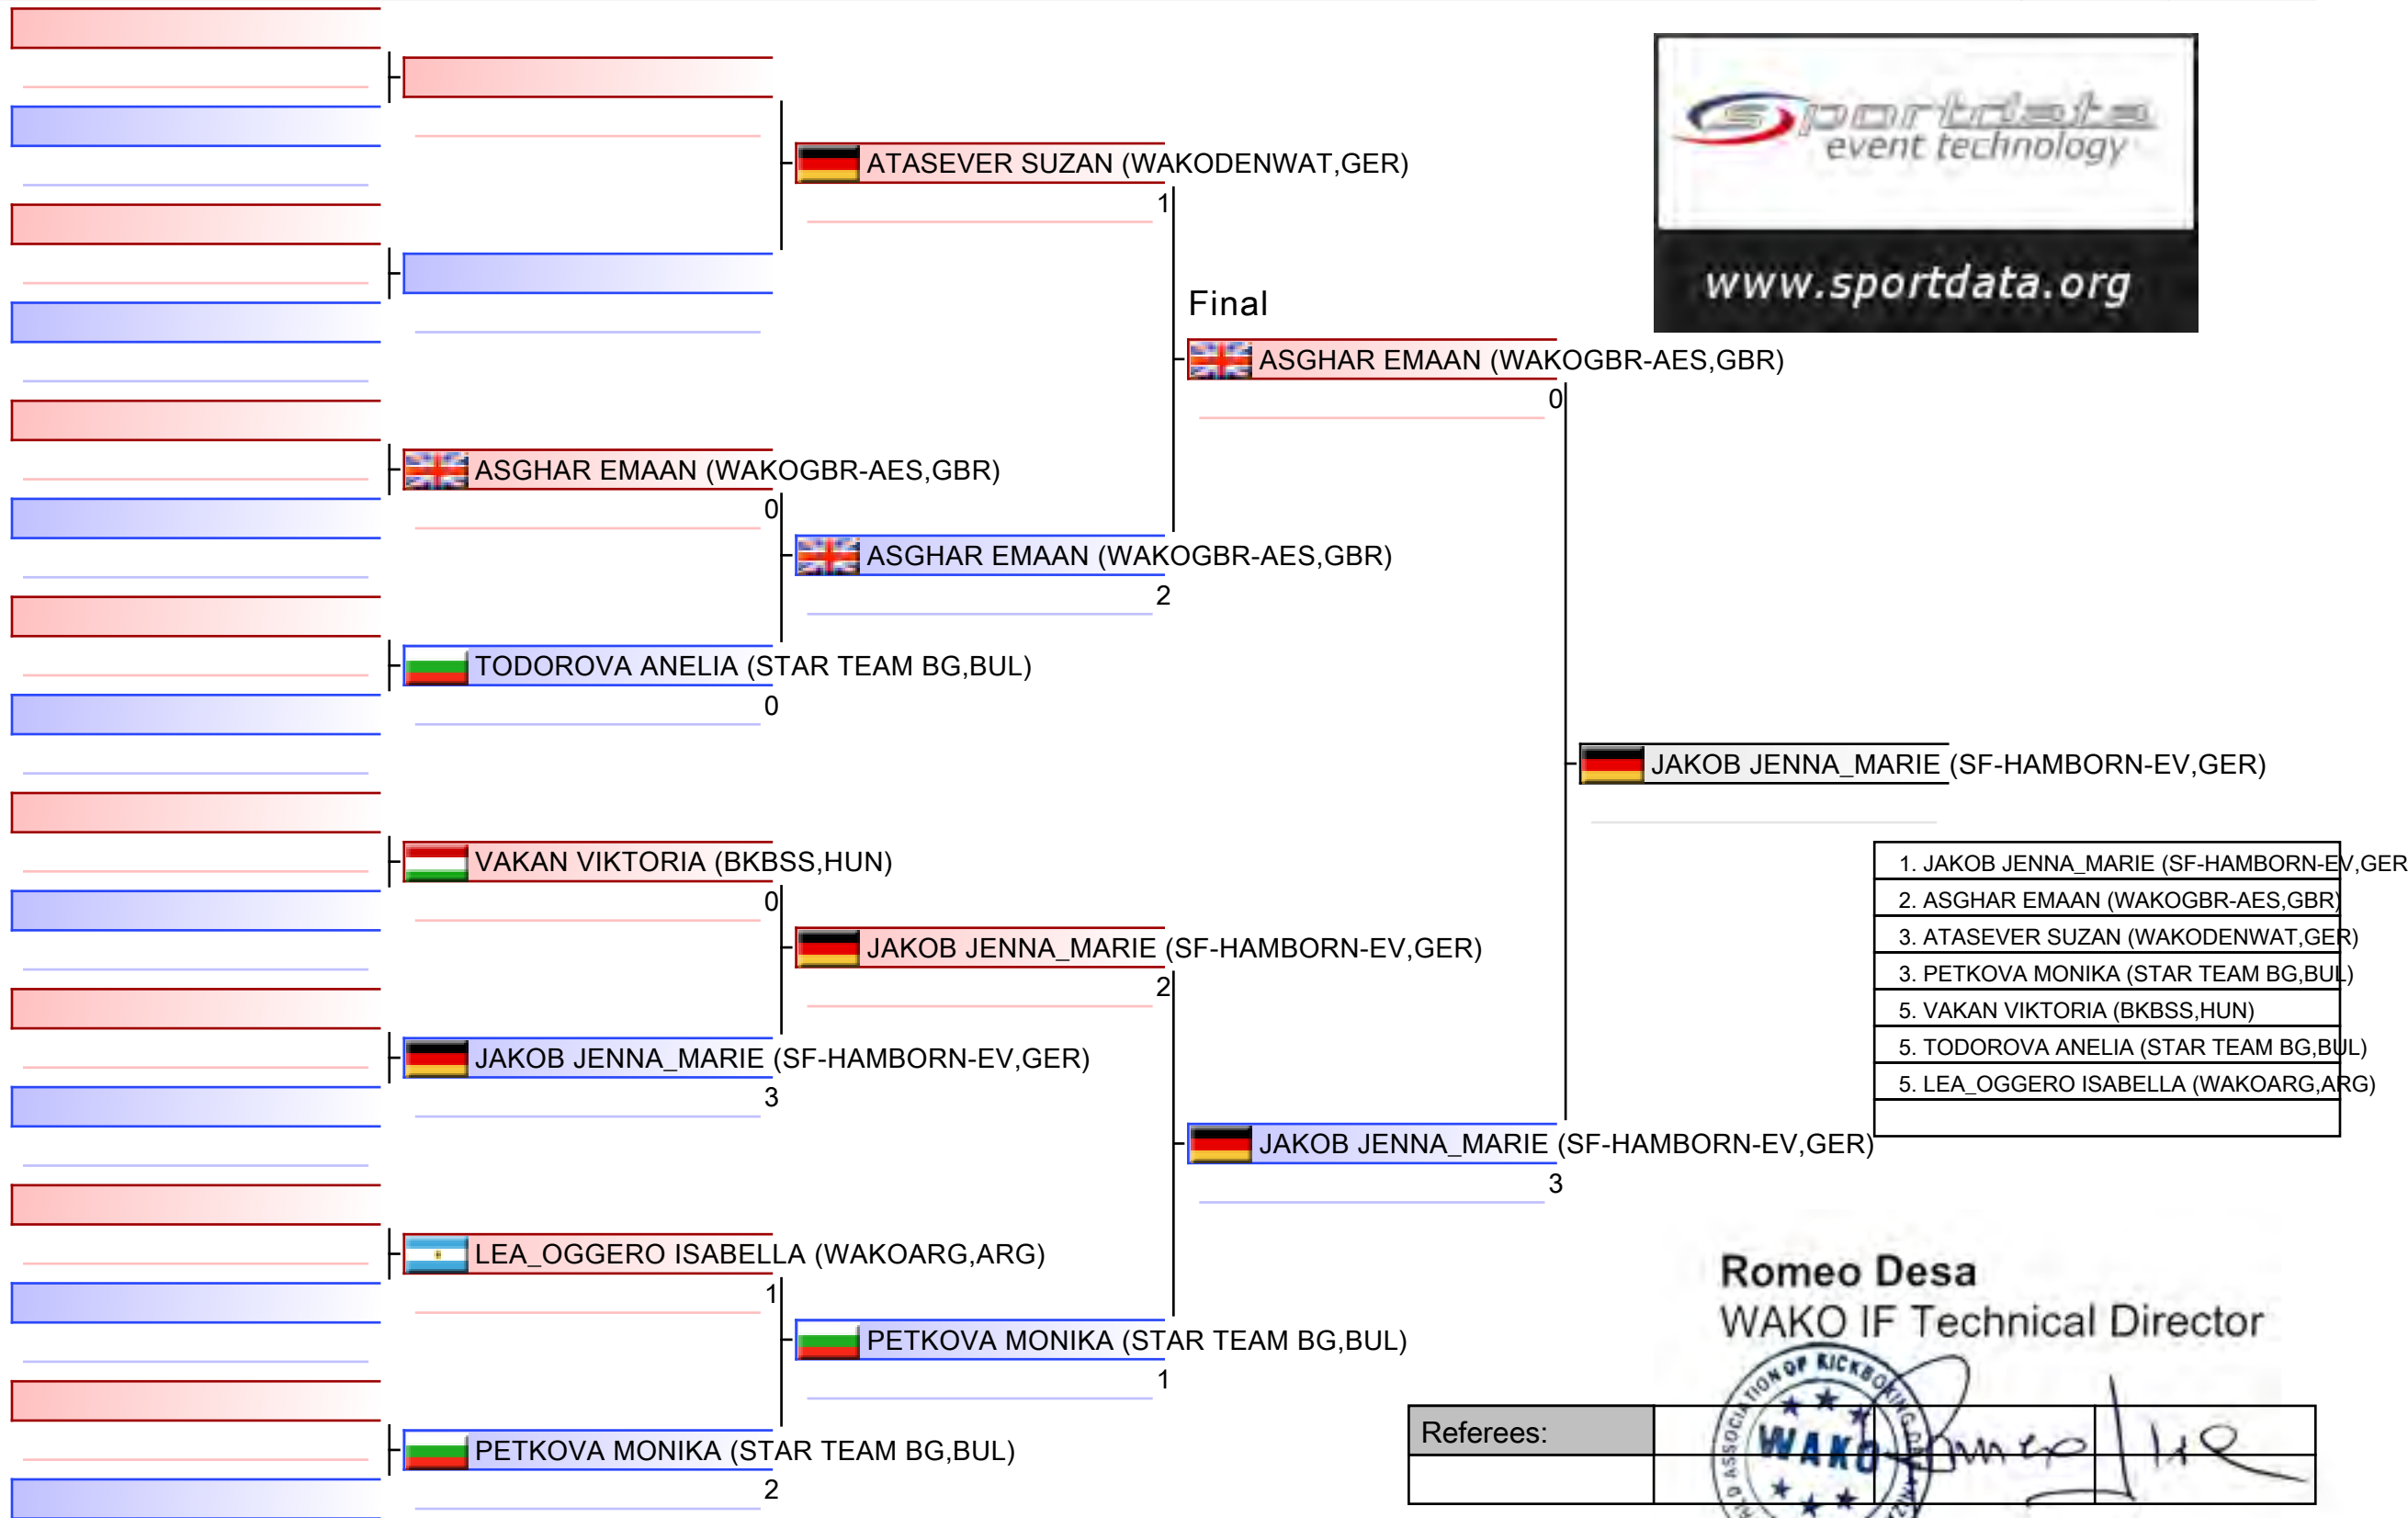 sportdata
event technology
www.sportdata.org
ATASEVER SUZAN (WAKODENWAT,GER)
1
Final
ASGHAR EMAAN (WAKOGBR-AES,GBR)
0
ASGHAR EMAAN (WAKOGBR-AES,GBR)
0
ASGHAR EMAAN (WAKOGBR-AES,GBR)
2
TODOROVA ANELIA (STAR TEAM BG,BUL)
0
JAKOB JENNA_MARIE (SF-HAMBORN-EV,GER)
VAKAN VIKTORIA (BKBSS,HUN)
0
JAKOB JENNA_MARIE (SF-HAMBORN-EV,GER)
2
JAKOB JENNA_MARIE (SF-HAMBORN-EV,GER)
3
JAKOB JENNA_MARIE (SF-HAMBORN-EV,GER)
3
LEA_OGGERO ISABELLA (WAKOARG,ARG)
1
PETKOVA MONIKA (STAR TEAM BG,BUL)
1
PETKOVA MONIKA (STAR TEAM BG,BUL)
2
1. JAKOB JENNA_MARIE (SF-HAMBORN-EV,GER
2. ASGHAR EMAAN (WAKOGBR-AES,GBR)
3. ATASEVER SUZAN (WAKODENWAT,GER)
3. PETKOVA MONIKA (STAR TEAM BG,BUL)
5. VAKAN VIKTORIA (BKBSS,HUN)
5. TODOROVA ANELIA (STAR TEAM BG,BUL)
5. LEA_OGGERO ISABELLA (WAKOARG,ARG)
Romeo Desa
WAKO IF Technical Director
Referees:
ASSOCIATION OF KICKBOXING
WAKO